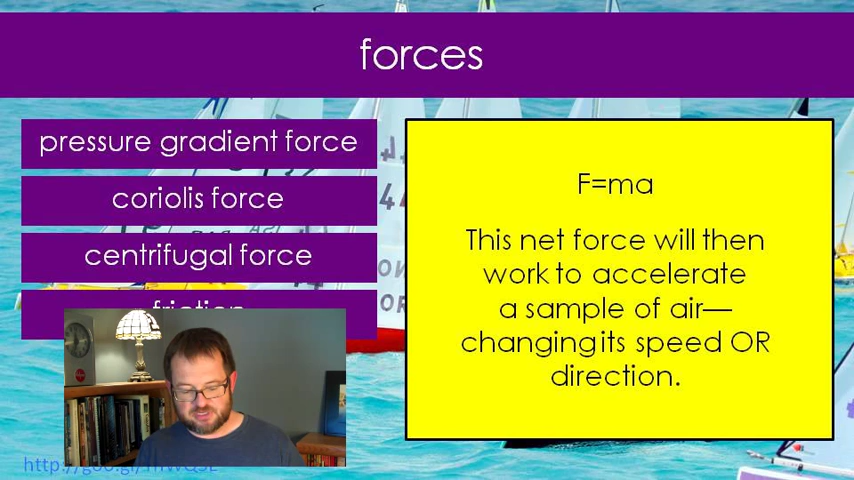 forces
pressure gradient force
coriolis force
centrifugal force
friction
F=ma
This net force will then
work to accelerate
a sample of air—
changing its speed OR
direction.